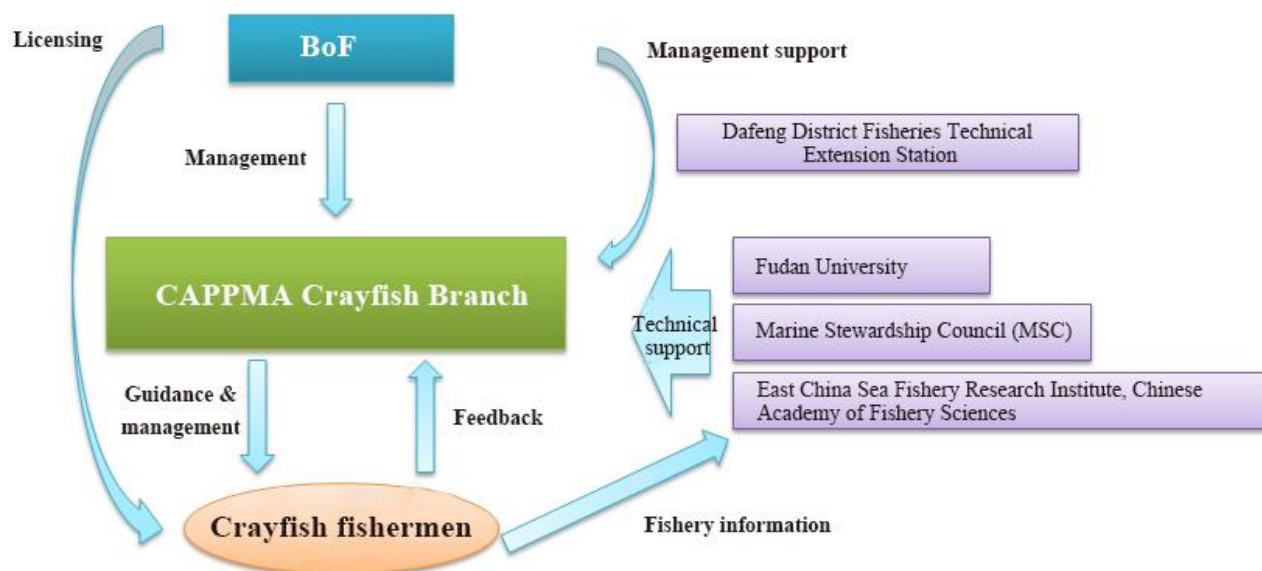 Licensing
BoF
Management support
Dafeng District Fisheries Technical
Extension Station
Management
Fudan University
CAPPMA Crayfish Branch
Technical
support
Marine Stewardship Council (MSC)
East China Sea Fishery Research Institute, Chinese
Academy of Fishery Sciences
Guidance &
management
Feedback
Crayfish fishermen
Fishery information